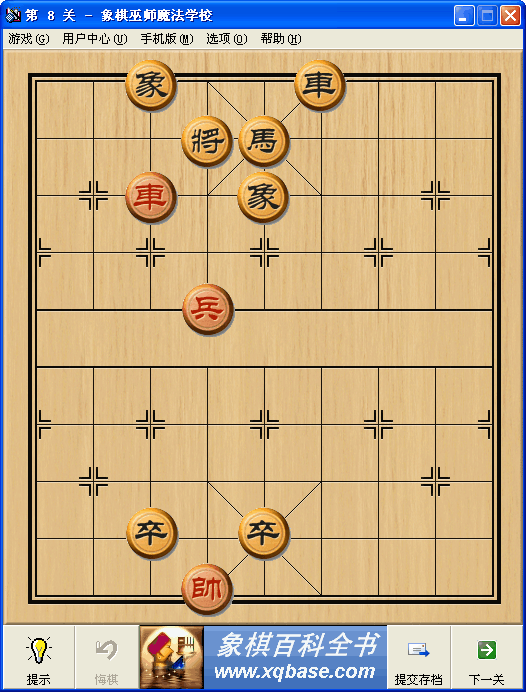 第 8 关 - 象棋巫师魔法学校
游戏(G) 用户中心(U) 手机版(M) 选项(O) 帮助(H)
象 車
將 馬
車 象
兵
卒 卒
帥
提示 悔棋 象棋百科全书 www.xqbase.com 提交存档 下一关